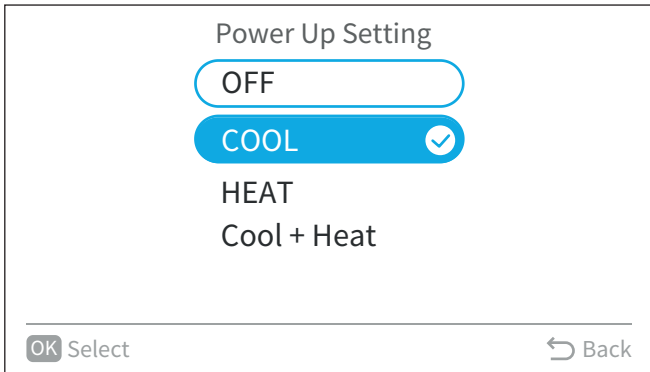 Power Up Setting
OFF
COOL
HEAT
Cool + Heat
OK Select
Back